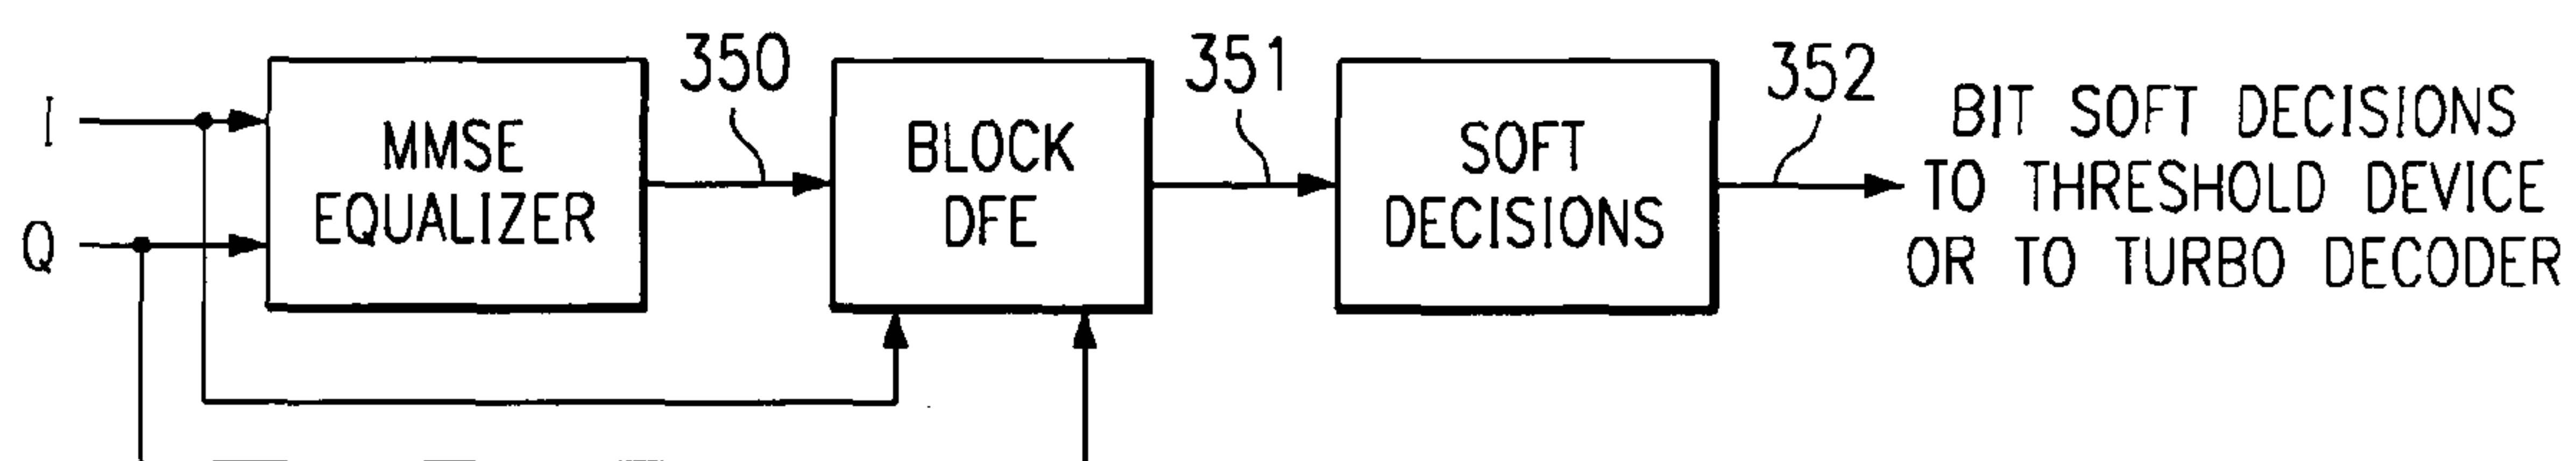 I
Q
MMSE
EQUALIZER
350
BLOCK
DFE
351
SOFT
DECISIONS
352
BIT SOFT DECISIONS
TO THRESHOLD DEVICE
OR TO TURBO DECODER